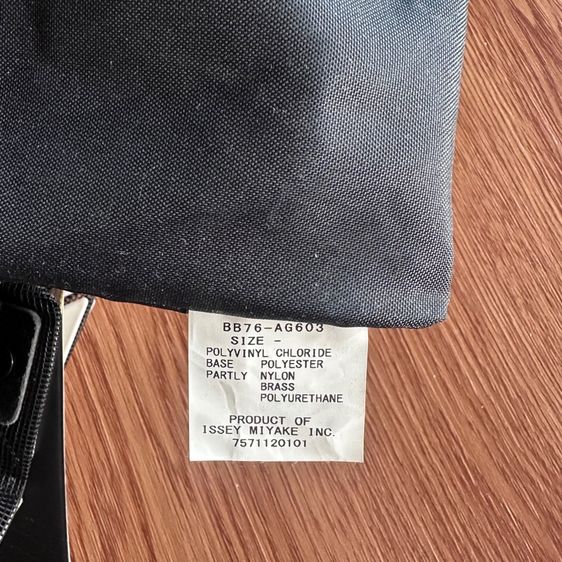 BB76-AG603
SIZE -
POLYVINYL CHLORIDE
BASE POLYESTER
PARTLY NYLON
BRASS
POLYURETHANE
PRODUCT OF
ISSEY MIYAKE INC.
7571120101